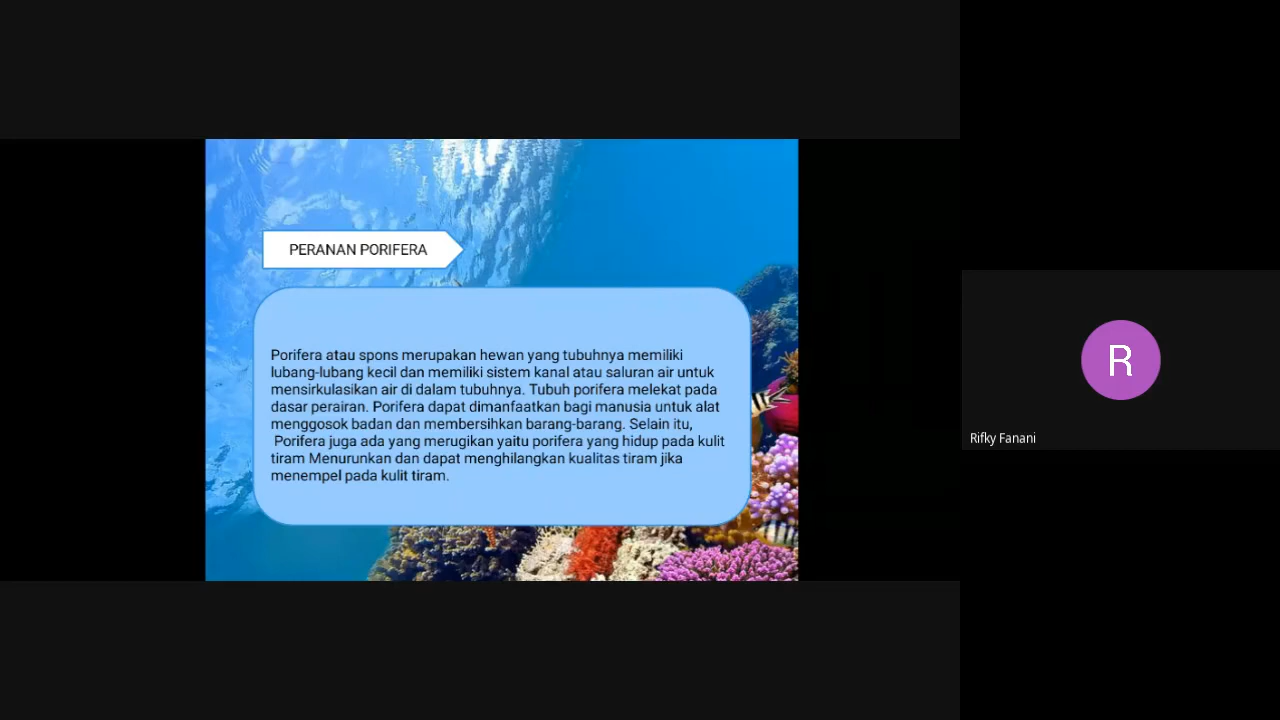 PERANAN PORIFERA
Porifera atau spons merupakan hewan yang tubuhnya memiliki
lubang-lubang kecil dan memiliki sistem kanal atau saluran air untuk
mensirkulasikan air di dalam tubuhnya. Tubuh porifera melekat pada
dasar perairan. Porifera dapat dimanfaatkan bagi manusia untuk alat
menggosok badan dan membersihkan barang-barang. Selain itu,
Porifera juga ada yang merugikan yaitu porifera yang hidup pada kulit
tiram Menurunkan dan dapat menghilangkan kualitas tiram jika
menempel pada kulit tiram.
R
Rifky Fanani